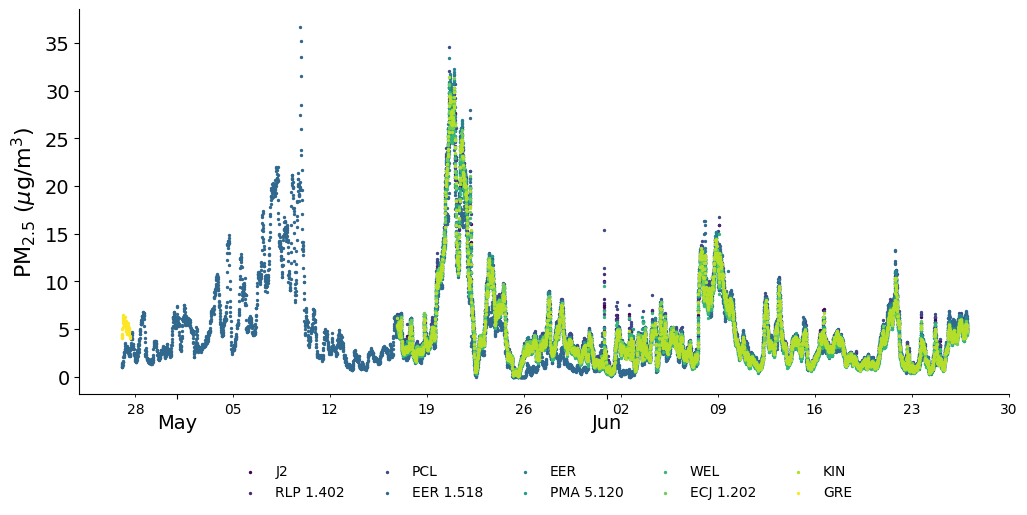 PM2.5 (μg/m3)
35
30
25
20
15
10
5
0
28 05 12 19 26 02 09 16 23 30
May Jun
J2 PCL EER WEL KIN
RLP 1.402 EER 1.518 PMA 5.120 ECJ 1.202 GRE